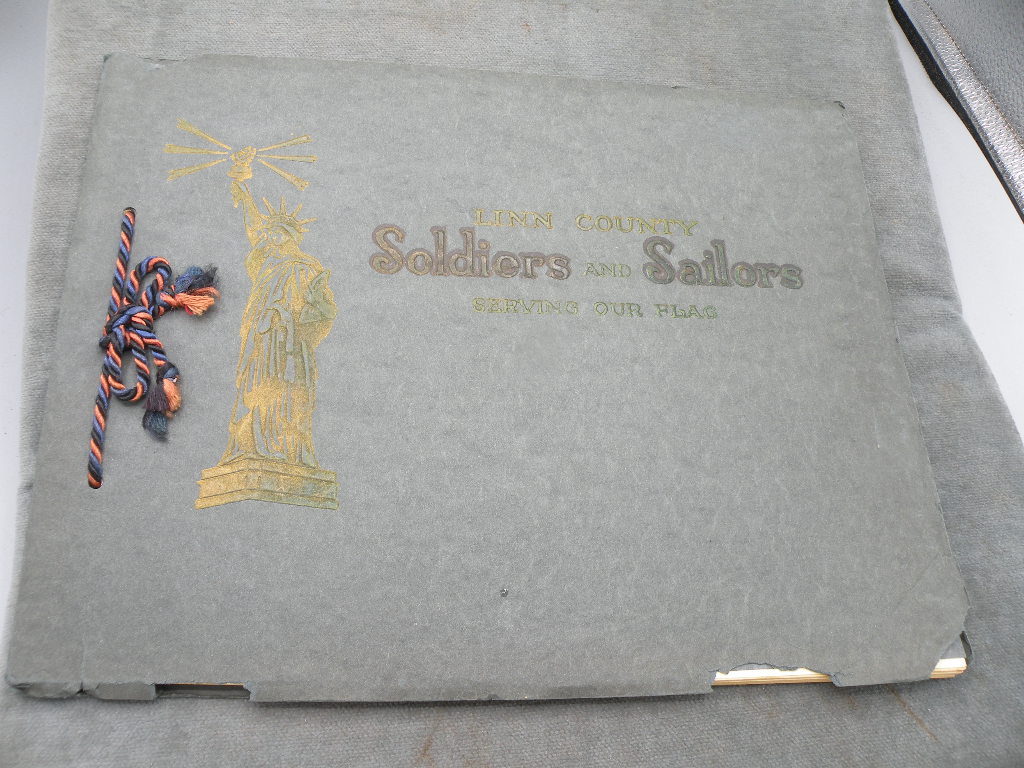 LINN COUNTY
Soldiers AND Sailors
SERVING OUR FLAG